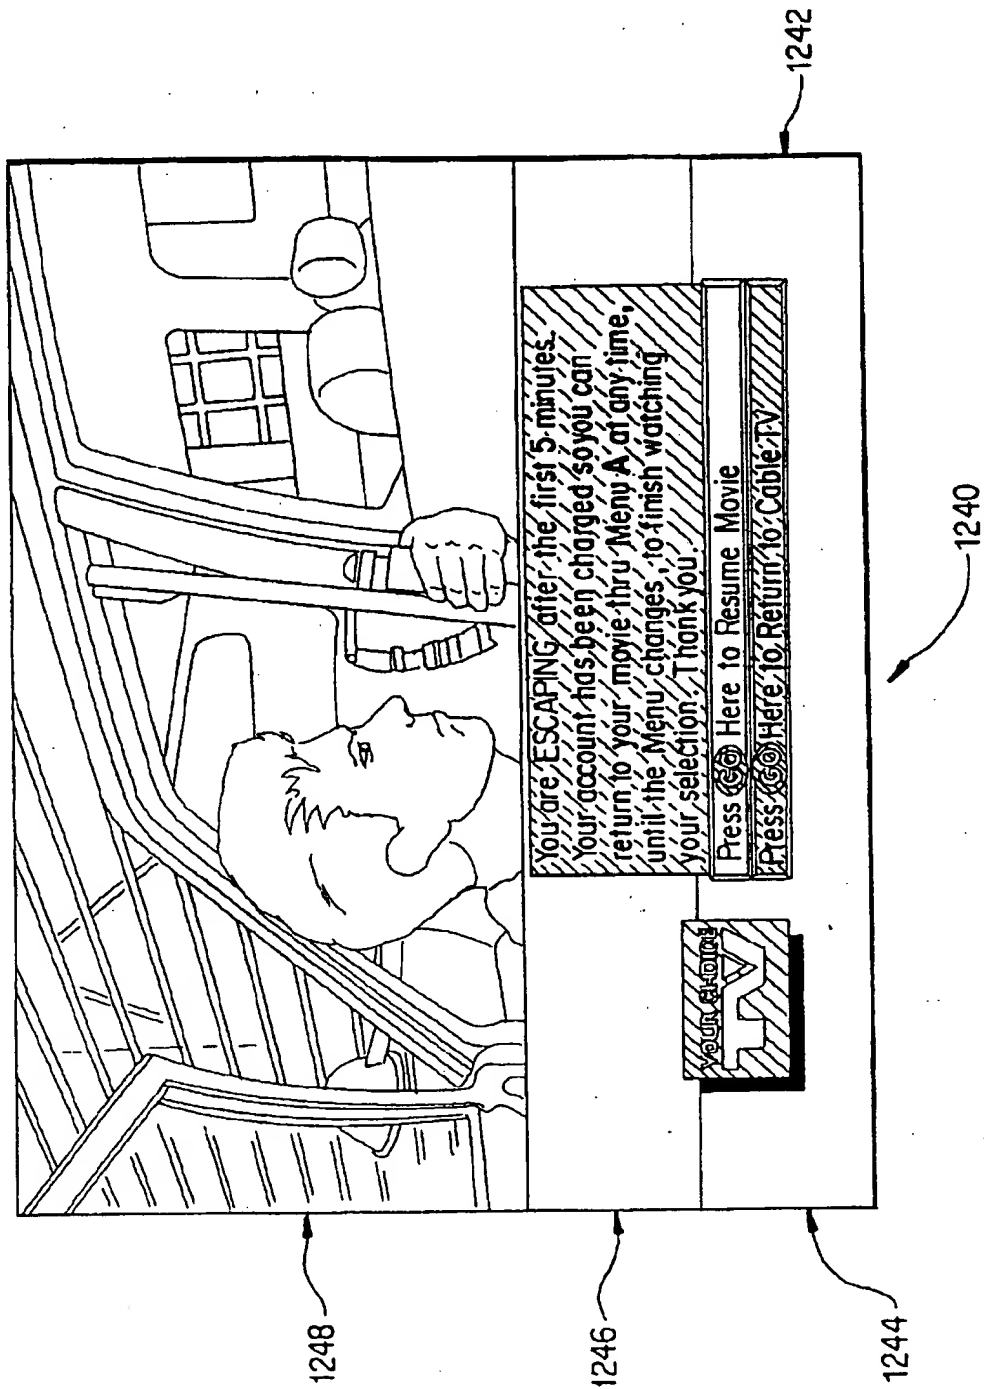 You are ESCAPING after the first 5 minutes.
Your account has been charged so you can
return to your movie thru Menu A at any time,
until the Menu changes, to finish watching
your selection. Thank you.
Press GO Here to Resume Movie
Press GO Here to Return to Cable TV
YOUR CHOICE
TV
1248
1246
1244
1242
1240